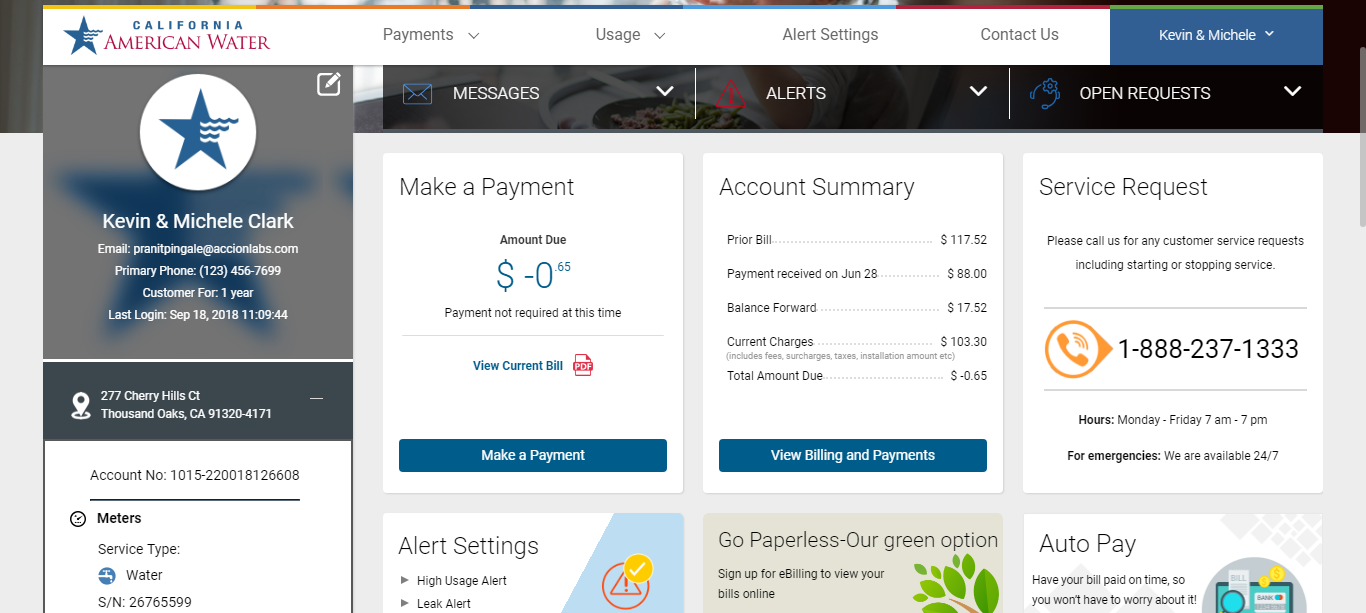 CALIFORNIA
AMERICAN WATER
Payments
Usage
Alert Settings
Contact Us
Kevin & Michele
MESSAGES
ALERTS
OPEN REQUESTS
Kevin & Michele Clark
Email: pranitpingale@accionlabs.com
Primary Phone: (123) 456-7699
Customer For: 1 year
Last Login: Sep 18, 2018 11:09:44
277 Cherry Hills Ct
Thousand Oaks, CA 91320-4171
Account No: 1015-220018126608
Meters
Service Type:
Water
S/N: 26765599
Make a Payment
Amount Due
$ -0.65
Payment not required at this time
View Current Bill PDF
Make a Payment
Account Summary
Prior Bill $ 117.52
Payment received on Jun 28 $ 88.00
Balance Forward $ 17.52
Current Charges $ 103.30
(includes fees, surcharges, taxes, installation amount etc)
Total Amount Due $ -0.65
View Billing and Payments
Service Request
Please call us for any customer service requests
including starting or stopping service.
1-888-237-1333
Hours: Monday - Friday 7 am - 7 pm
For emergencies: We are available 24/7
Alert Settings
High Usage Alert
Leak Alert
Go Paperless-Our green option
Sign up for eBilling to view your
bills online
Auto Pay
Have your bill paid on time, so
you won't have to worry about it!
BILL
BANK